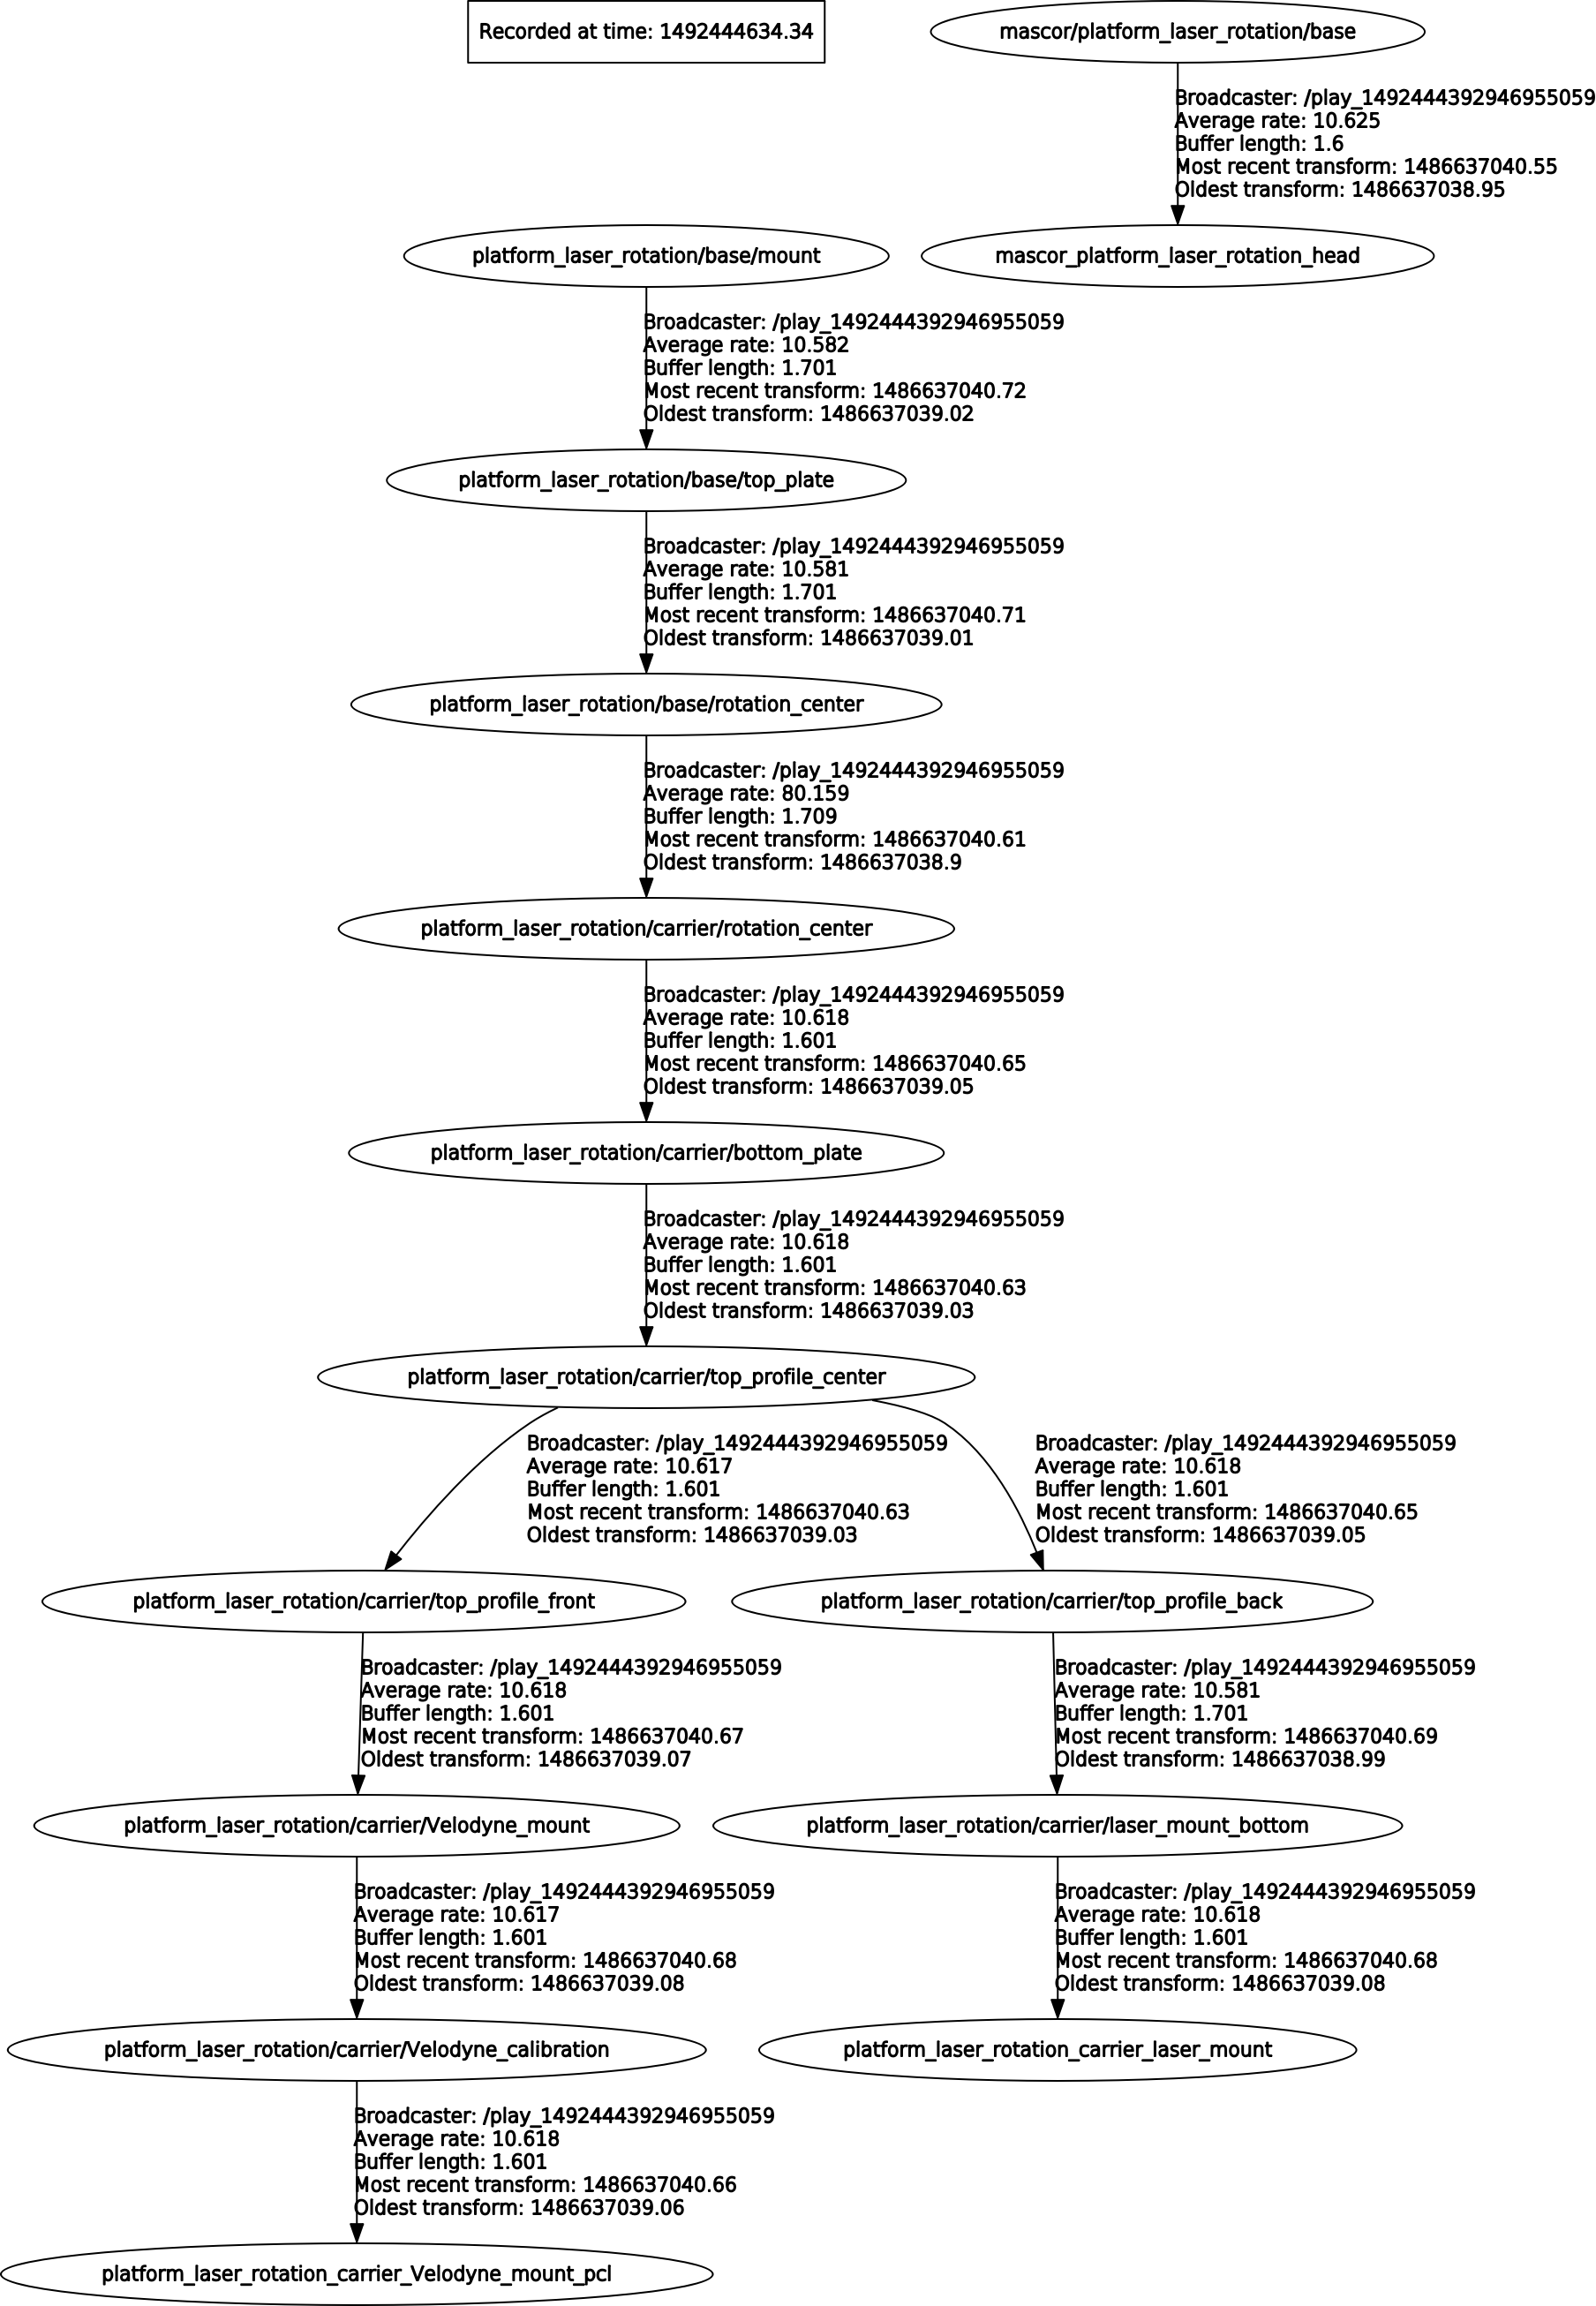 Recorded at time: 1492444634.34
mascor/platform_laser_rotation/base
Broadcaster: /play_1492444392946955059
Average rate: 10.625
Buffer length: 1.6
Most recent transform: 1486637040.55
Oldest transform: 1486637038.95
platform_laser_rotation/base/mount
mascor_platform_laser_rotation_head
Broadcaster: /play_1492444392946955059
Average rate: 10.582
Buffer length: 1.701
Most recent transform: 1486637040.72
Oldest transform: 1486637039.02
platform_laser_rotation/base/top_plate
Broadcaster: /play_1492444392946955059
Average rate: 10.581
Buffer length: 1.701
Most recent transform: 1486637040.71
Oldest transform: 1486637039.01
platform_laser_rotation/base/rotation_center
Broadcaster: /play_1492444392946955059
Average rate: 80.159
Buffer length: 1.709
Most recent transform: 1486637040.61
Oldest transform: 1486637038.9
platform_laser_rotation/carrier/rotation_center
Broadcaster: /play_1492444392946955059
Average rate: 10.618
Buffer length: 1.601
Most recent transform: 1486637040.65
Oldest transform: 1486637039.05
platform_laser_rotation/carrier/bottom_plate
Broadcaster: /play_1492444392946955059
Average rate: 10.618
Buffer length: 1.601
Most recent transform: 1486637040.63
Oldest transform: 1486637039.03
platform_laser_rotation/carrier/top_profile_center
Broadcaster: /play_1492444392946955059
Average rate: 10.617
Buffer length: 1.601
Most recent transform: 1486637040.63
Oldest transform: 1486637039.03
Broadcaster: /play_1492444392946955059
Average rate: 10.618
Buffer length: 1.601
Most recent transform: 1486637040.65
Oldest transform: 1486637039.05
platform_laser_rotation/carrier/top_profile_front
platform_laser_rotation/carrier/top_profile_back
Broadcaster: /play_1492444392946955059
Average rate: 10.618
Buffer length: 1.601
Most recent transform: 1486637040.67
Oldest transform: 1486637039.07
Broadcaster: /play_1492444392946955059
Average rate: 10.581
Buffer length: 1.701
Most recent transform: 1486637040.69
Oldest transform: 1486637038.99
platform_laser_rotation/carrier/Velodyne_mount
platform_laser_rotation/carrier/laser_mount_bottom
Broadcaster: /play_1492444392946955059
Average rate: 10.617
Buffer length: 1.601
Most recent transform: 1486637040.68
Oldest transform: 1486637039.08
Broadcaster: /play_1492444392946955059
Average rate: 10.618
Buffer length: 1.601
Most recent transform: 1486637040.68
Oldest transform: 1486637039.08
platform_laser_rotation/carrier/Velodyne_calibration
platform_laser_rotation_carrier_laser_mount
Broadcaster: /play_1492444392946955059
Average rate: 10.618
Buffer length: 1.601
Most recent transform: 1486637040.66
Oldest transform: 1486637039.06
platform_laser_rotation_carrier_Velodyne_mount_pcl